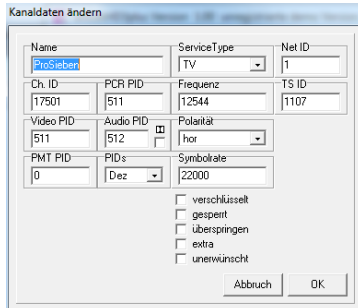 Kanaldaten ändern
Name ServiceType Net ID
ProSieben TV 1
Ch. ID PCR PID Frequenz TS ID
17501 511 12544 1107
Video PID Audio PID Polarität
511 512 hor
PMT PID PIDs Symbolrate
0 Dez 22000
verschlüsselt
gesperrt
überspringen
extra
unerwünscht
Abbruch OK